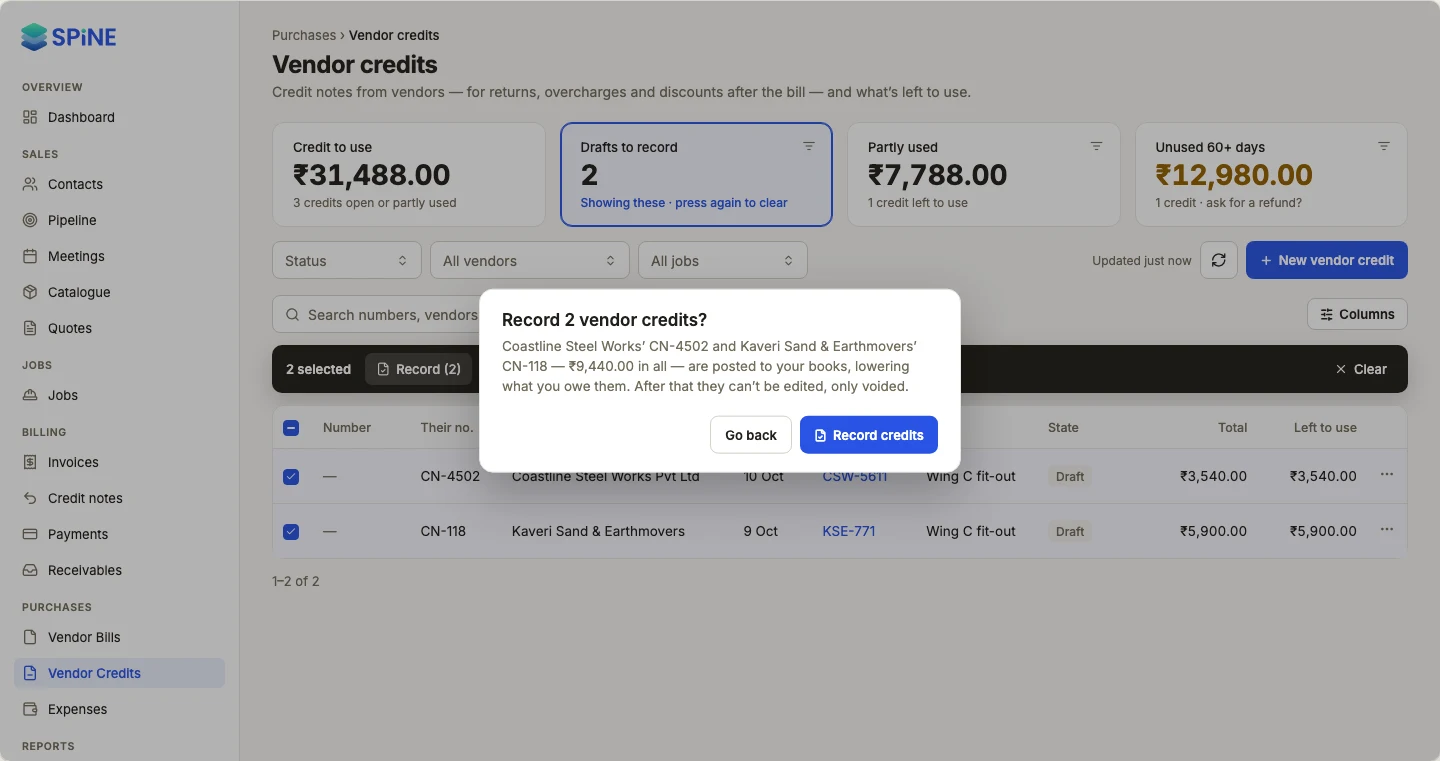 SPiNE
OVERVIEW
Dashboard
SALES
Contacts
Pipeline
Meetings
Catalogue
Quotes
JOBS
Jobs
BILLING
Invoices
Credit notes
Payments
Receivables
PURCHASES
Vendor Bills
Vendor Credits
Expenses
REPORTS
Purchases › Vendor credits
Vendor credits
Credit notes from vendors — for returns, overcharges and discounts after the bill — and what's left to use.
Credit to use
₹31,488.00
3 credits open or partly used
Drafts to record
2
Showing these · press again to clear
Partly used
₹7,788.00
1 credit left to use
Unused 60+ days
₹12,980.00
1 credit · ask for a refund?
Status
All vendors
All jobs
Updated just now
+ New vendor credit
Search numbers, vendors
Columns
2 selected
Record (2)
Clear
Record 2 vendor credits?
Coastline Steel Works’ CN-4502 and Kaveri Sand & Earthmovers’
CN-118 — ₹9,440.00 in all — are posted to your books, lowering
what you owe them. After that they can’t be edited, only voided.
Go back
Record credits
Number Their no. State Total Left to use
— CN-4502 Coastline Steel Works Pvt Ltd 10 Oct CSW-5611 Wing C fit-out Draft ₹3,540.00 ₹3,540.00 ···
— CN-118 Kaveri Sand & Earthmovers 9 Oct KSE-771 Wing C fit-out Draft ₹5,900.00 ₹5,900.00 ···
1–2 of 2